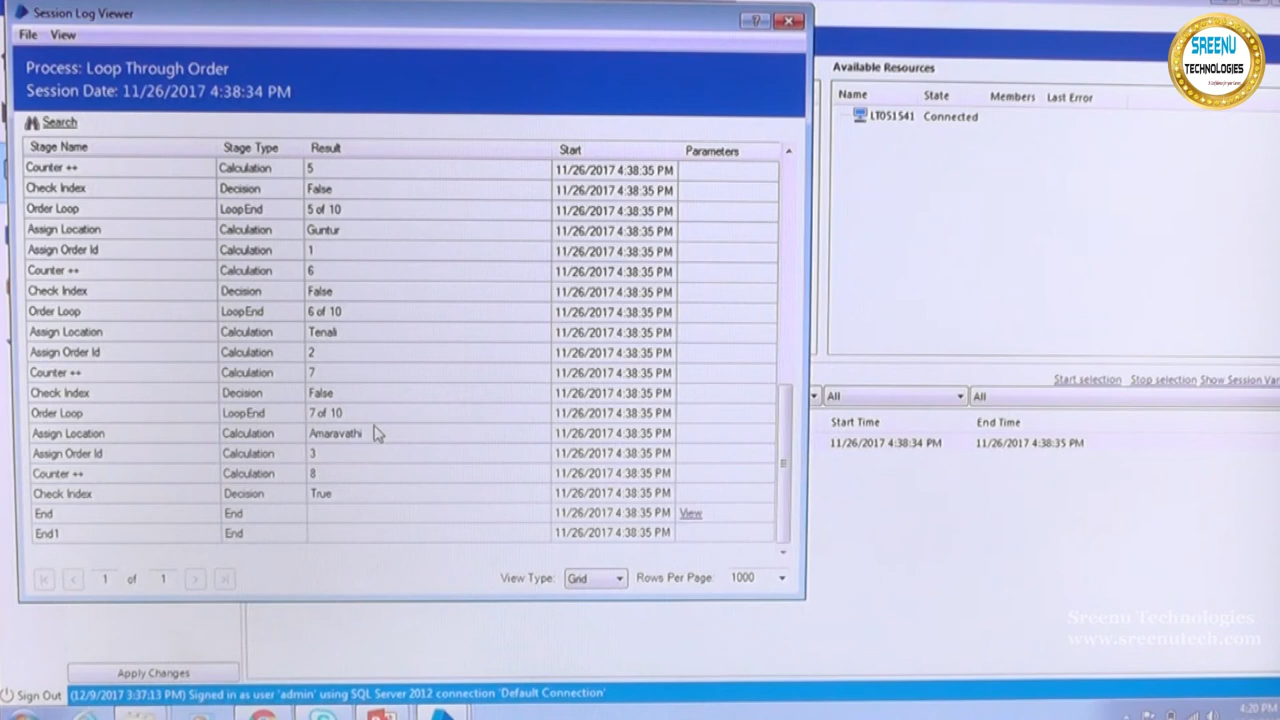 Session Log Viewer
File View
Process: Loop Through Order
Session Date: 11/26/2017 4:38:34 PM
Search
Stage Name Stage Type Result Start Parameters
Counter ++ Calculation 5 11/26/2017 4:38:35 PM
Check Index Decision False 11/26/2017 4:38:35 PM
Order Loop LoopEnd 5 of 10 11/26/2017 4:38:35 PM
Assign Location Calculation Guntur 11/26/2017 4:38:35 PM
Assign Order Id Calculation 1 11/26/2017 4:38:35 PM
Counter ++ Calculation 6 11/26/2017 4:38:35 PM
Check Index Decision False 11/26/2017 4:38:35 PM
Order Loop LoopEnd 6 of 10 11/26/2017 4:38:35 PM
Assign Location Calculation Tenali 11/26/2017 4:38:35 PM
Assign Order Id Calculation 2 11/26/2017 4:38:35 PM
Counter ++ Calculation 7 11/26/2017 4:38:35 PM
Check Index Decision False 11/26/2017 4:38:35 PM
Order Loop LoopEnd 7 of 10 11/26/2017 4:38:35 PM
Assign Location Calculation Amaravathi 11/26/2017 4:38:35 PM
Assign Order Id Calculation 3 11/26/2017 4:38:35 PM
Counter ++ Calculation 8 11/26/2017 4:38:35 PM
Check Index Decision True 11/26/2017 4:38:35 PM
End End 11/26/2017 4:38:35 PM View
End1 End 11/26/2017 4:38:35 PM
1 of 1 View Type: Grid Rows Per Page: 1000
Available Resources
Name State Members Last Error
LT051541 Connected
Start selection Stop selection Show Session Var
All All
Start Time End Time
11/26/2017 4:38:34 PM 11/26/2017 4:38:35 PM
SREENU
TECHNOLOGIES
Sreenu Technologies
www.sreenutech.com
Apply Changes
Sign Out (12/9/2017 3:37:13 PM) Signed in as user 'admin' using SQL Server 2012 connection 'Default Connection'
4:20 PM